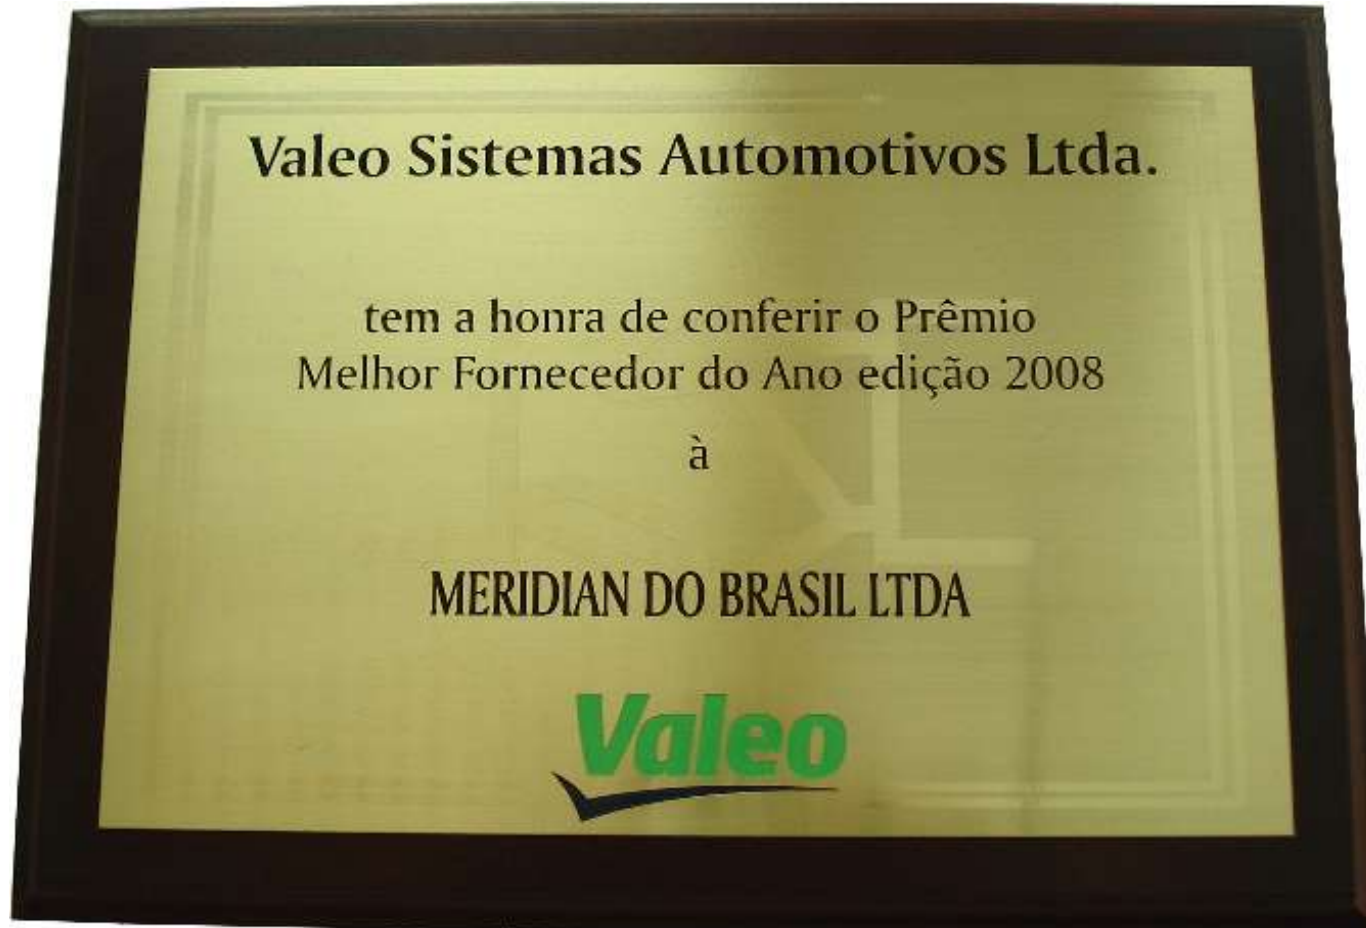 Valeo Sistemas Automotivos Ltda.
tem a honra de conferir o Prêmio
Melhor Fornecedor do Ano edição 2008
à
MERIDIAN DO BRASIL LTDA
Valeo